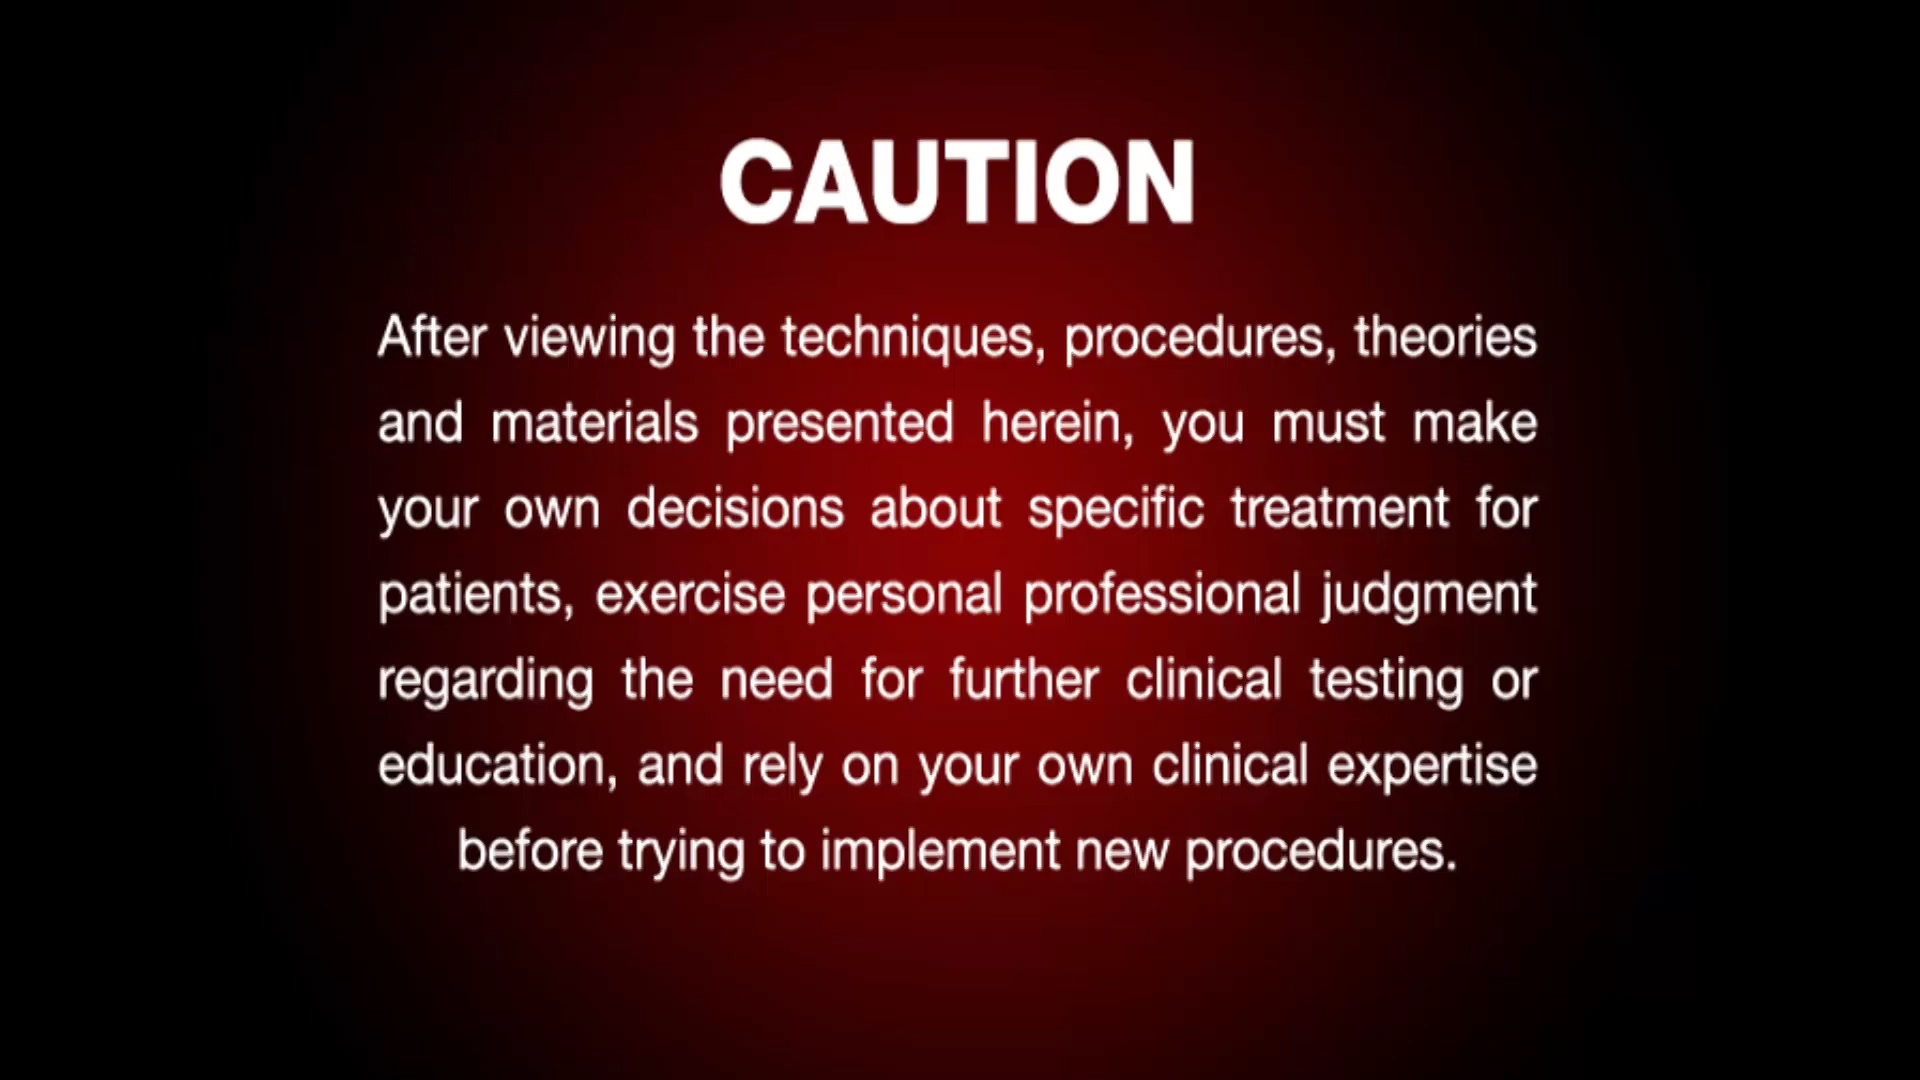 CAUTION
After viewing the techniques, procedures, theories
and materials presented herein, you must make
your own decisions about specific treatment for
patients, exercise personal professional judgment
regarding the need for further clinical testing or
education, and rely on your own clinical expertise
before trying to implement new procedures.